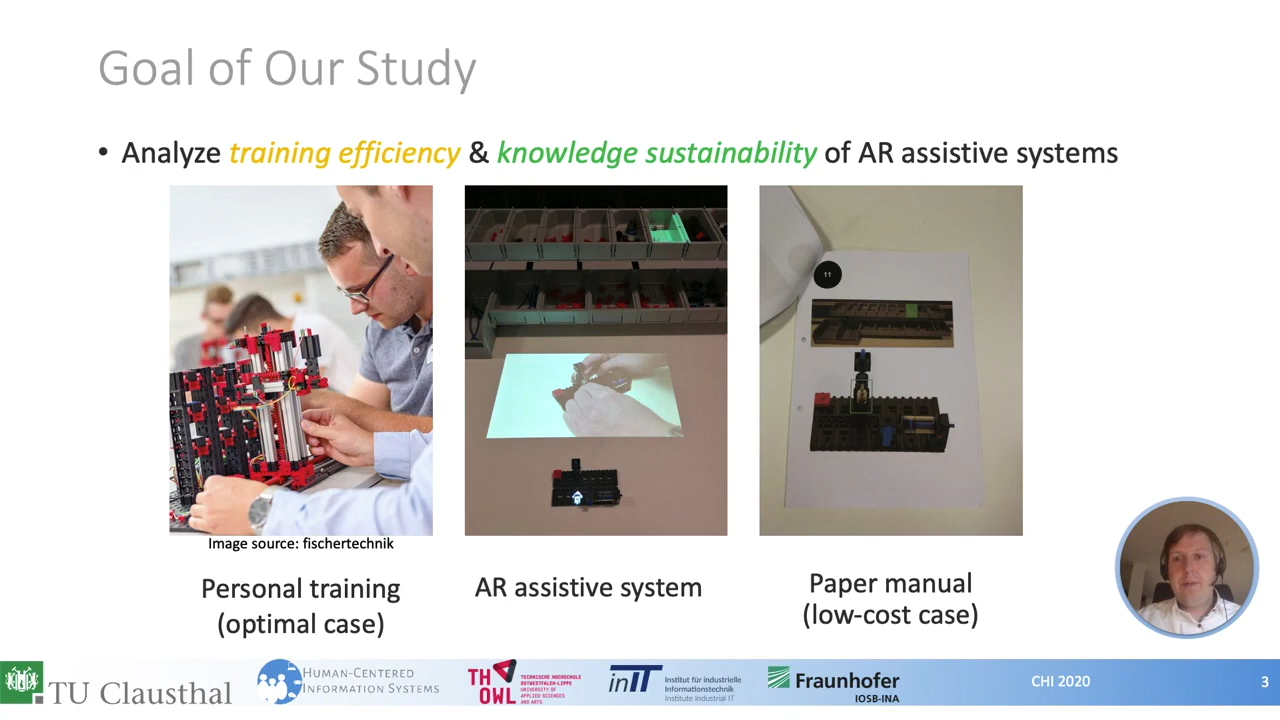 Goal of Our Study
• Analyze training efficiency & knowledge sustainability of AR assistive systems
11
Image source: fischertechnik
Personal training
(optimal case)
AR assistive system
Paper manual
(low-cost case)
TU Clausthal
HUMAN-CENTERED
INFORMATION SYSTEMS
TH
OWL
TECHNISCHE HOCHSCHULE
OSTWESTFALEN-LIPPE
UNIVERSITY OF
APPLIED SCIENCES
AND ARTS
inIT
Institut für industrielle
Informationstechnik
Institute Industrial IT
Fraunhofer
IOSB-INA
CHI 2020
3